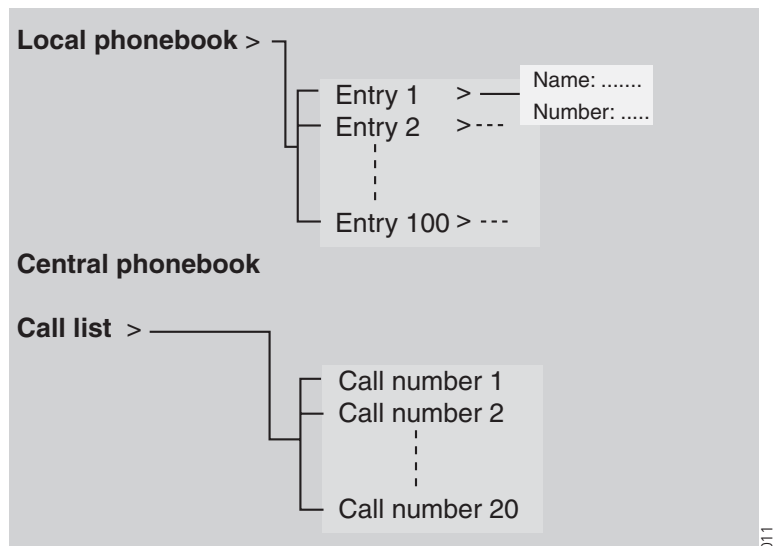 Local phonebook >
Entry 1 >
Name: .......
Number: .....
Entry 2 >---
Entry 100 > ---
Central phonebook
Call list >
Call number 1
Call number 2
Call number 20
011